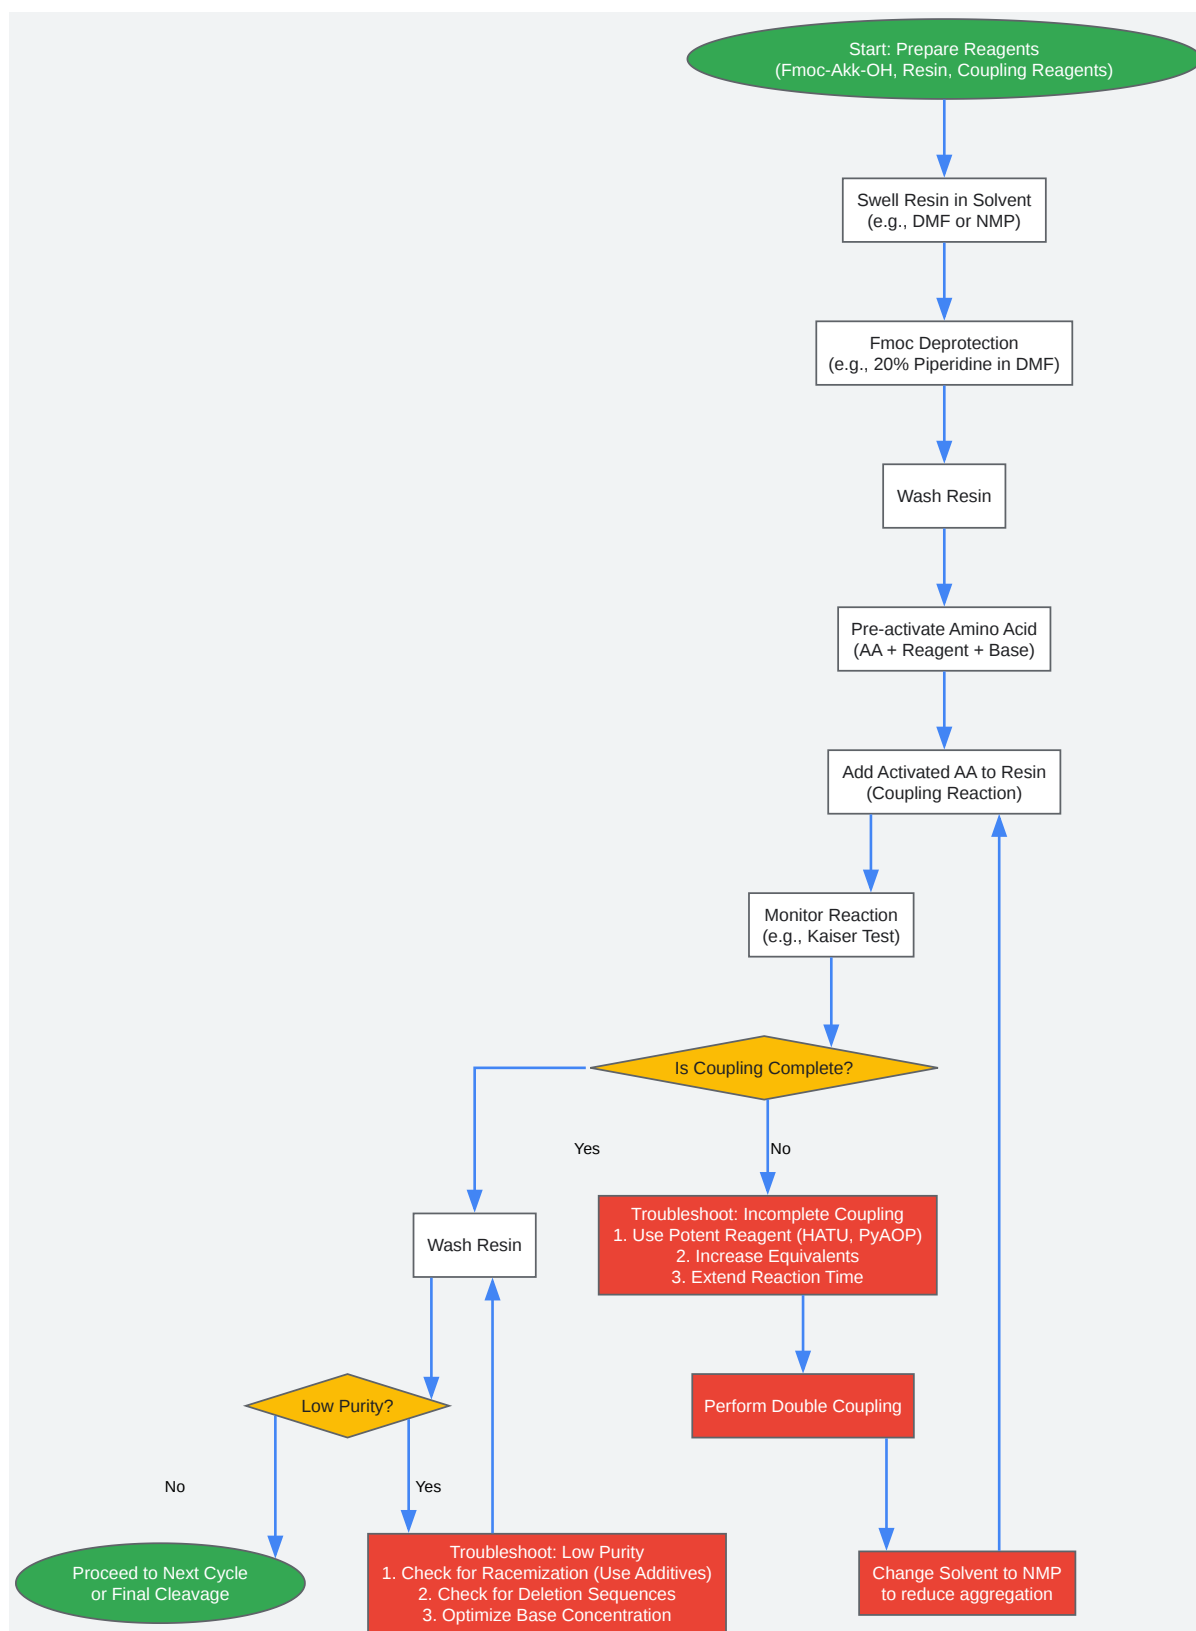 Start: Prepare Reagents
(Fmoc-Akk-OH, Resin, Coupling Reagents)
Swell Resin in Solvent
(e.g., DMF or NMP)
Fmoc Deprotection
(e.g., 20% Piperidine in DMF)
Wash Resin
Pre-activate Amino Acid
(AA + Reagent + Base)
Add Activated AA to Resin
(Coupling Reaction)
Monitor Reaction
(e.g., Kaiser Test)
Is Coupling Complete?
Yes
No
Troubleshoot: Incomplete Coupling
1. Use Potent Reagent (HATU, PyAOP)
2. Increase Equivalents
3. Extend Reaction Time
Wash Resin
Low Purity?
Perform Double Coupling
No
Yes
Proceed to Next Cycle
or Final Cleavage
Troubleshoot: Low Purity
1. Check for Racemization (Use Additives)
2. Check for Deletion Sequences
3. Optimize Base Concentration
Change Solvent to NMP
to reduce aggregation